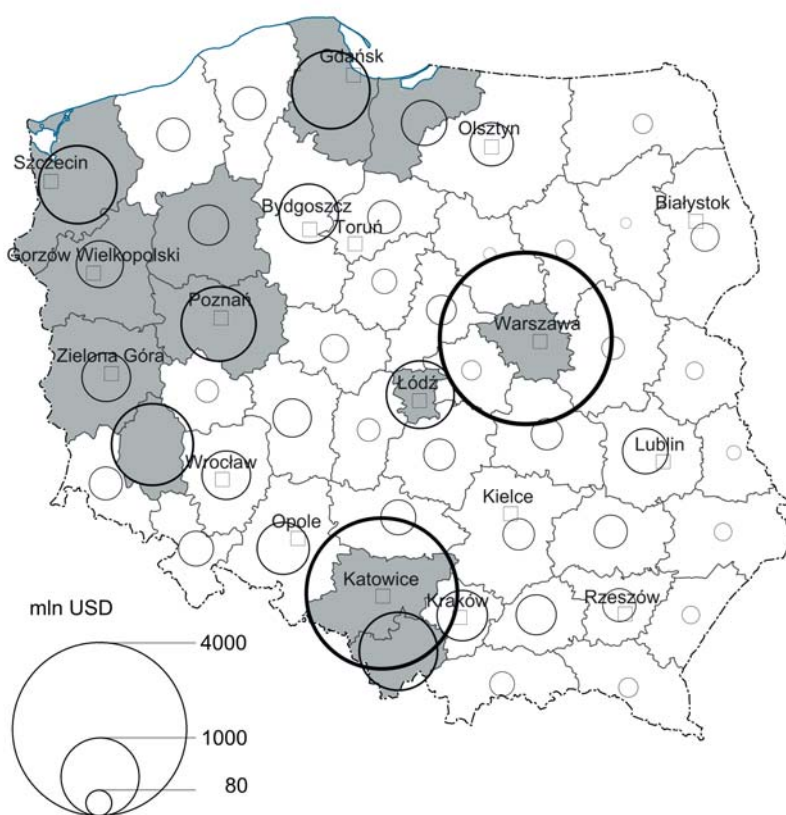 Gdańsk
Olsztyn
Szczecin
Białystok
Bydgoszcz
Toruń
Gorzów Wielkopolski
Poznań
Warszawa
Zielona Góra
Łódź
Wrocław
Lublin
Kielce
Opole
Katowice
Kraków
Rzeszów
mln USD
4000
1000
80